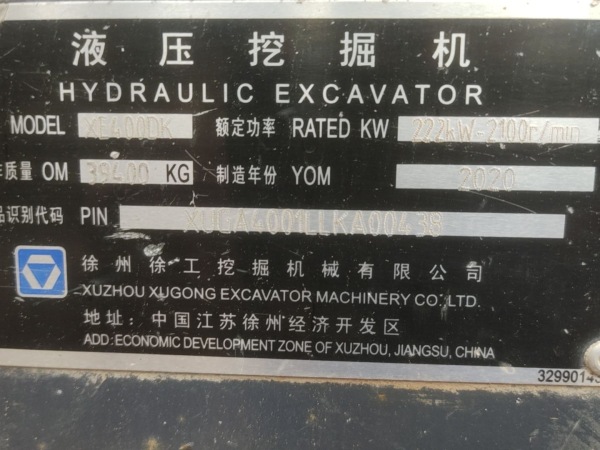 液压挖掘机
HYDRAULIC EXCAVATOR
MODEL XE400DK 额定功率 RATED KW 222kW-2100r/min
质量 OM 39400 KG 制造年份 YOM 2020
品识别代码 PIN XUGA4001LLKA00438
徐州徐工挖掘机械有限公司
XUZHOU XUGONG EXCAVATOR MACHINERY CO.LTD.
地址：中国江苏徐州经济开发区
ADD:ECONOMIC DEVELOPMENT ZONE OF XUZHOU, JIANGSU, CHINA
3299014